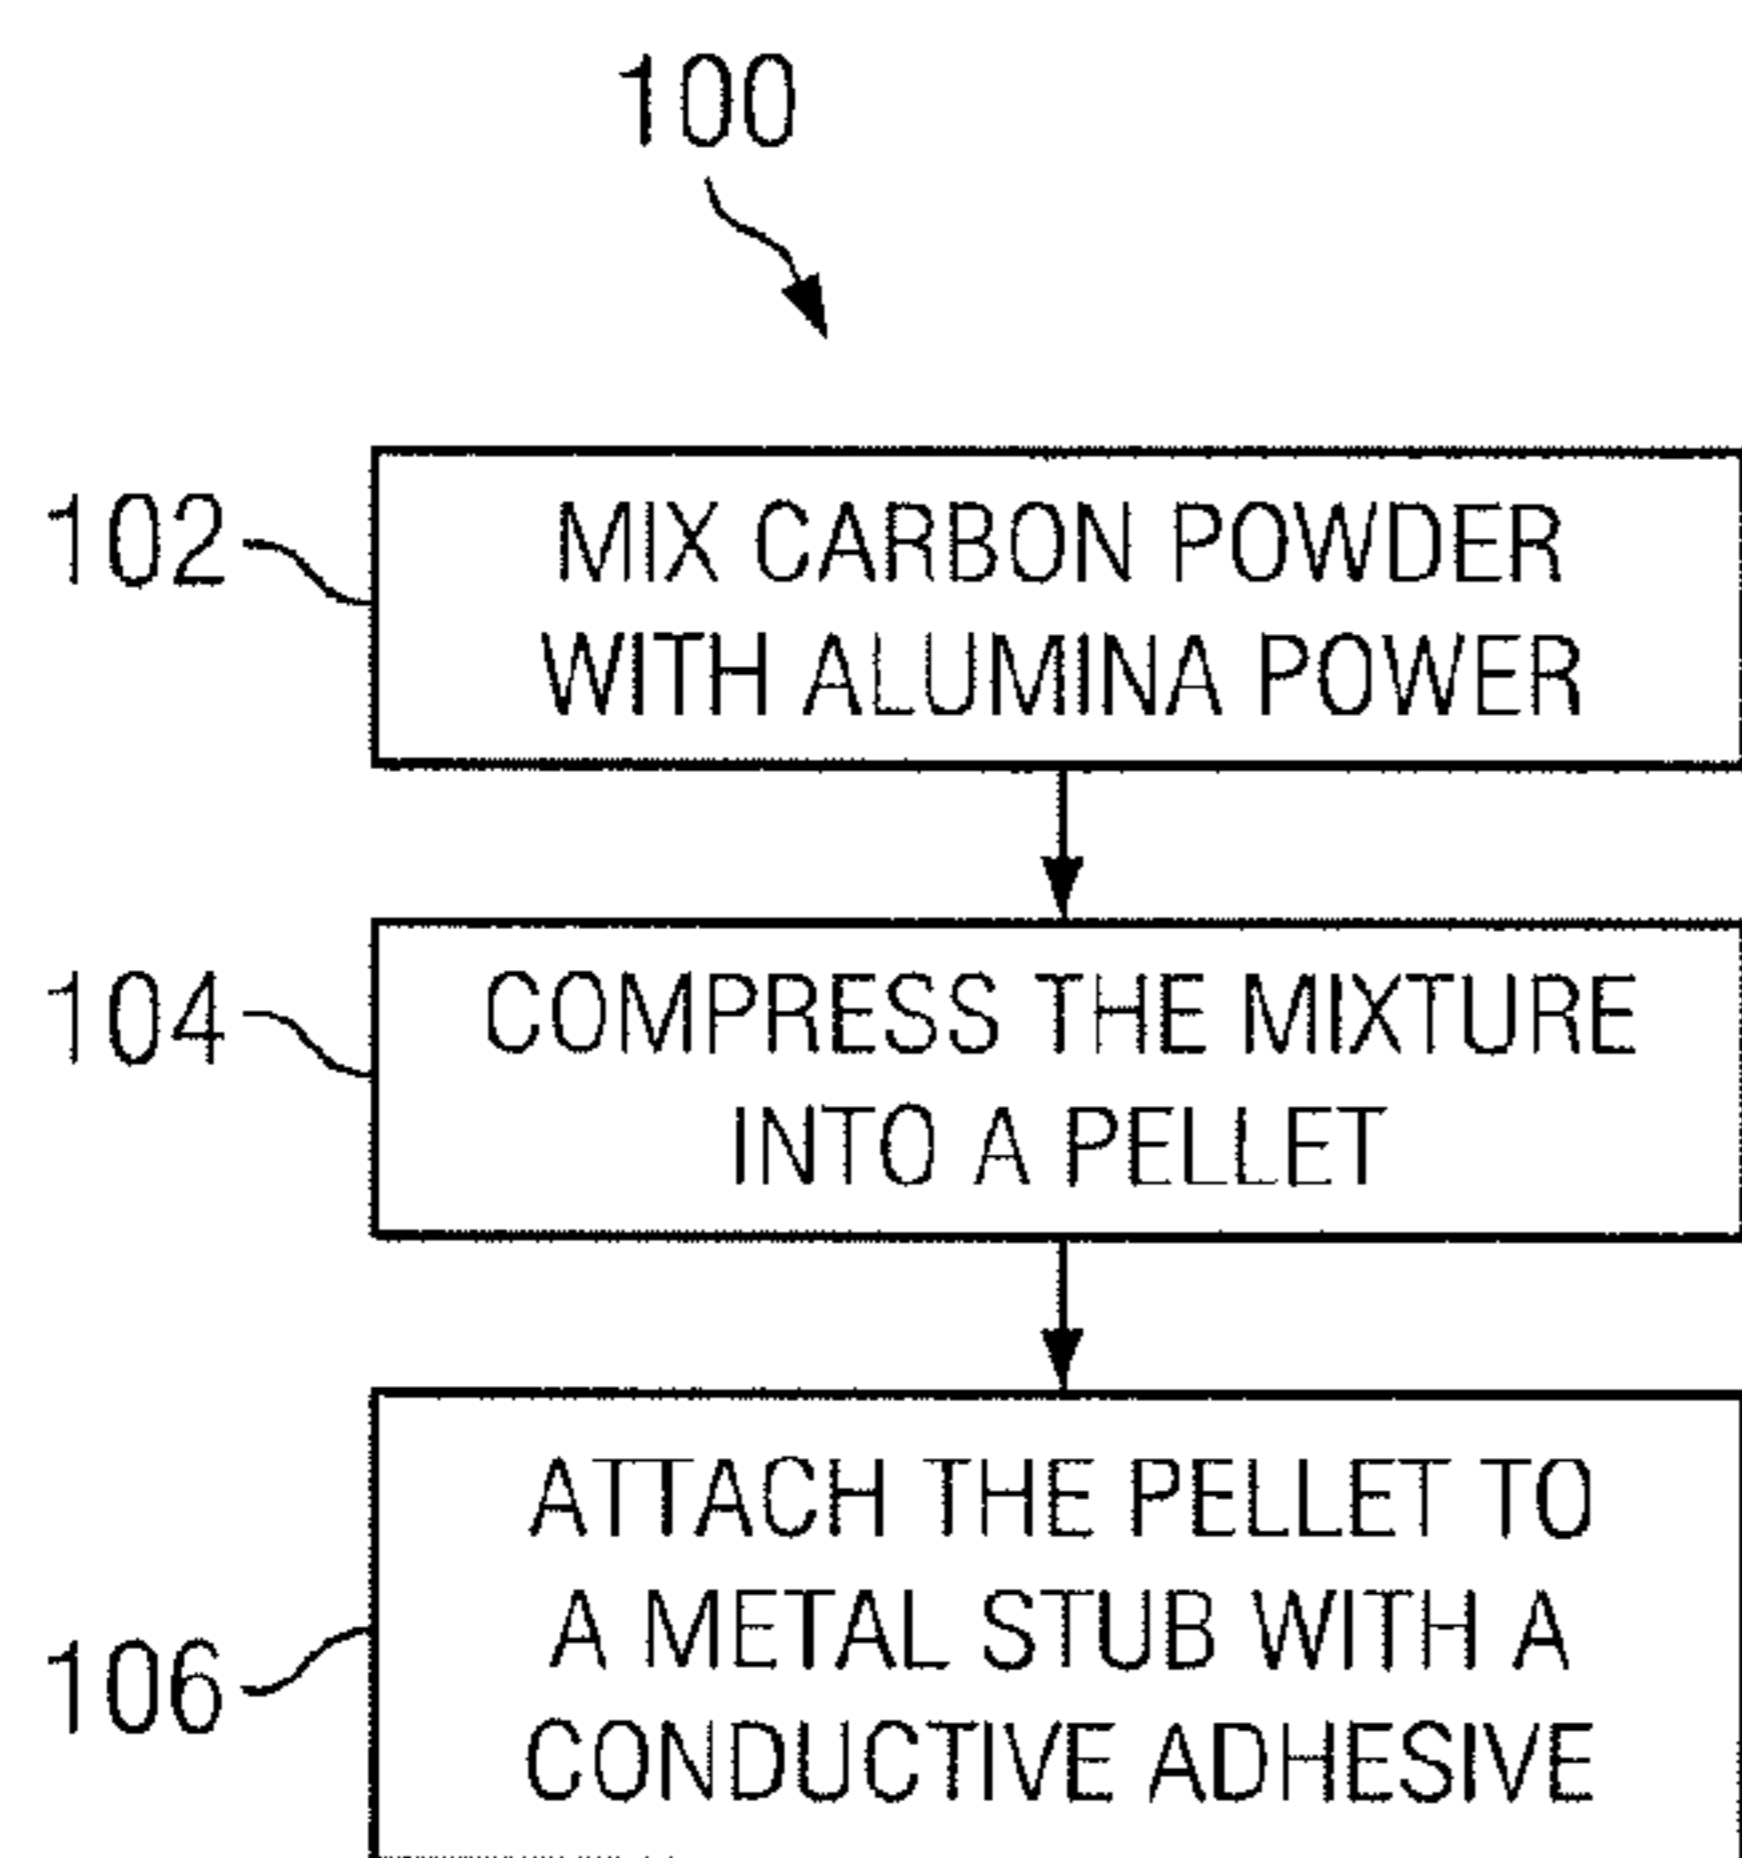 100
102
MIX CARBON POWDER
WITH ALUMINA POWER
104
COMPRESS THE MIXTURE
INTO A PELLET
106
ATTACH THE PELLET TO
A METAL STUB WITH A
CONDUCTIVE ADHESIVE